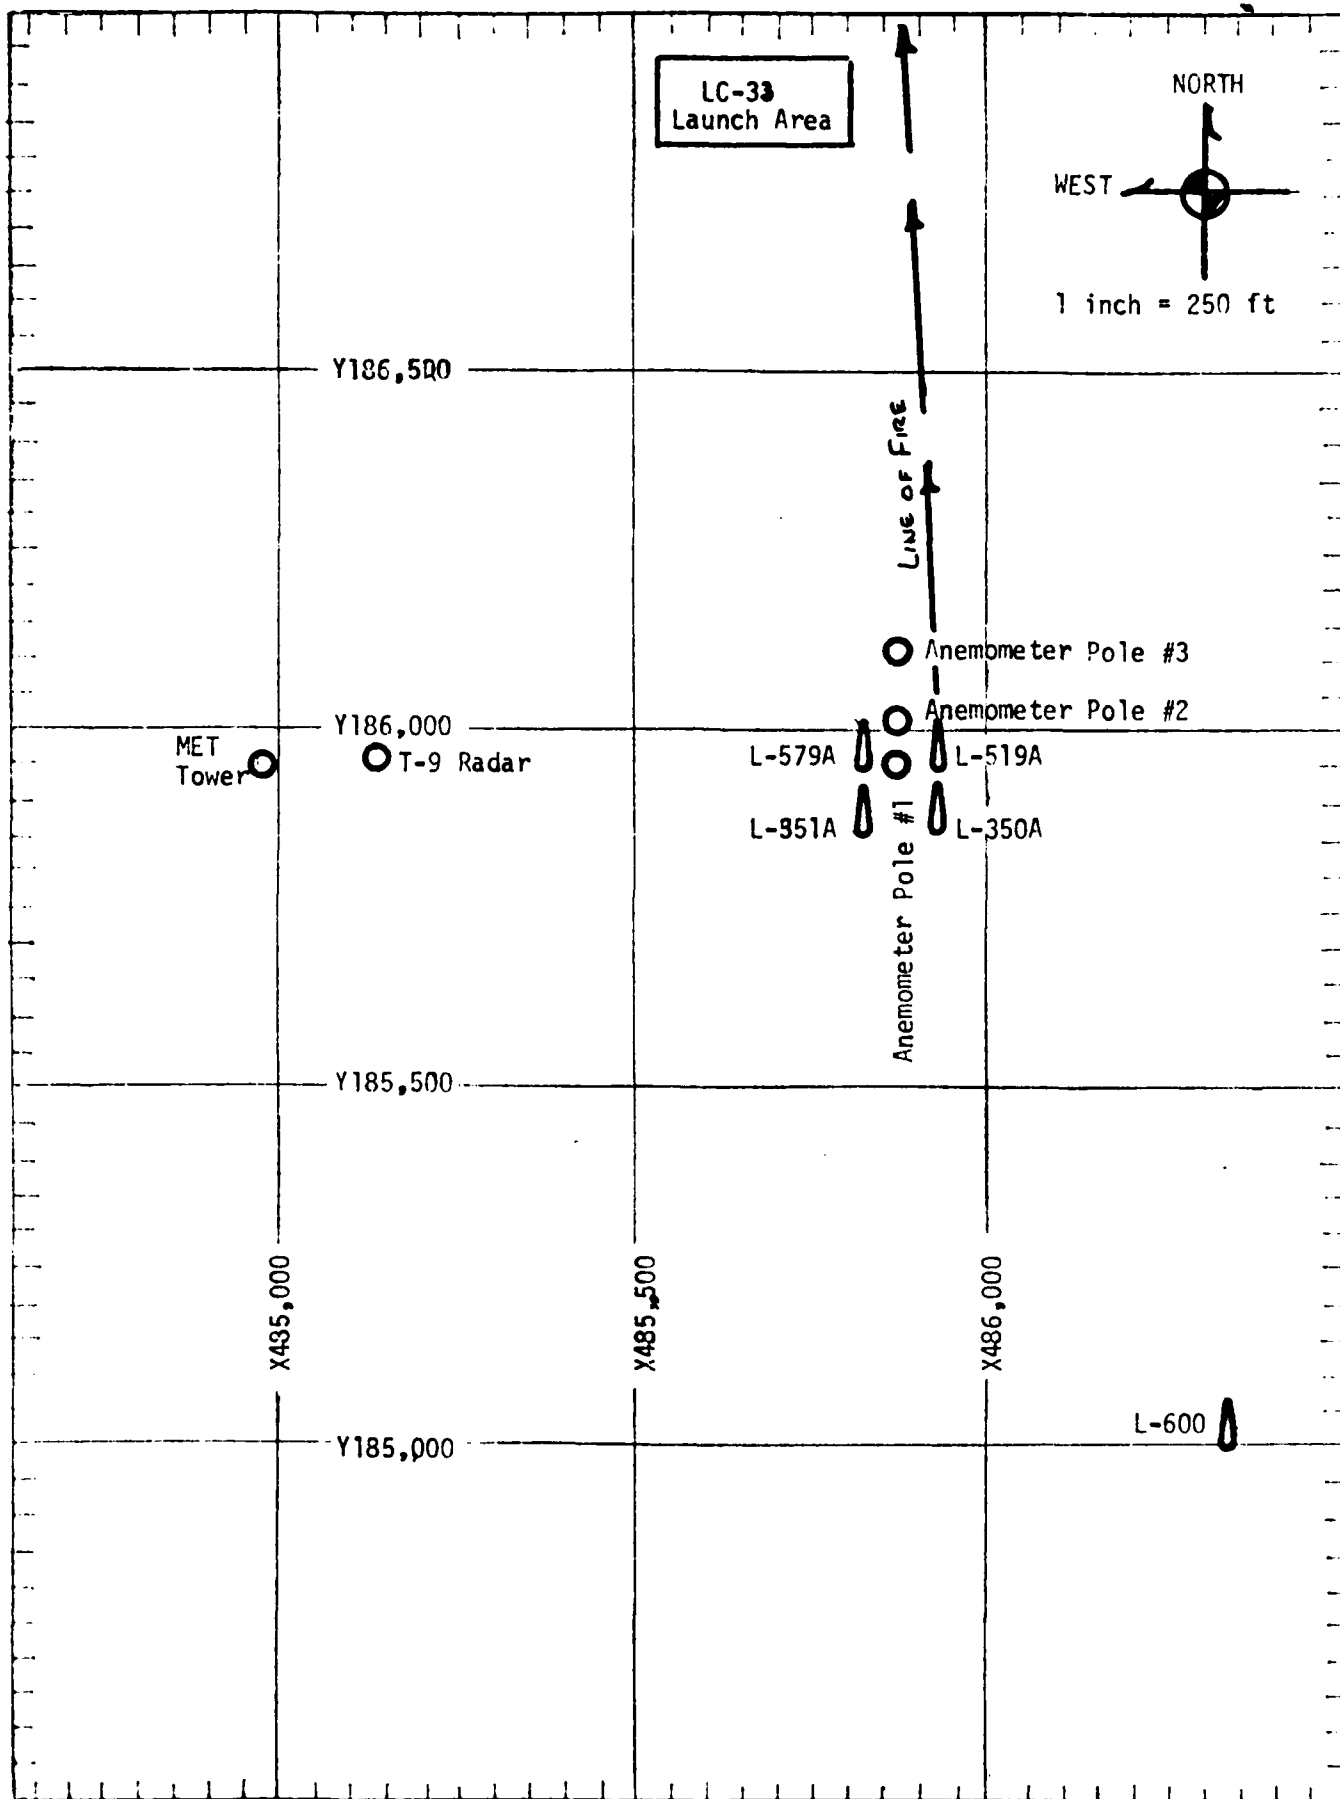 LC-33
Launch Area
NORTH
WEST
1 inch = 250 ft
Y186,500
LINE OF FIRE
Anemometer Pole #3
Y186,000
Anemometer Pole #2
MET
Tower
T-9 Radar
L-579A
L-519A
L-351A
L-350A
Anemometer Pole #1
Y185,500
X485,000
X485,500
X486,000
L-600
Y185,000